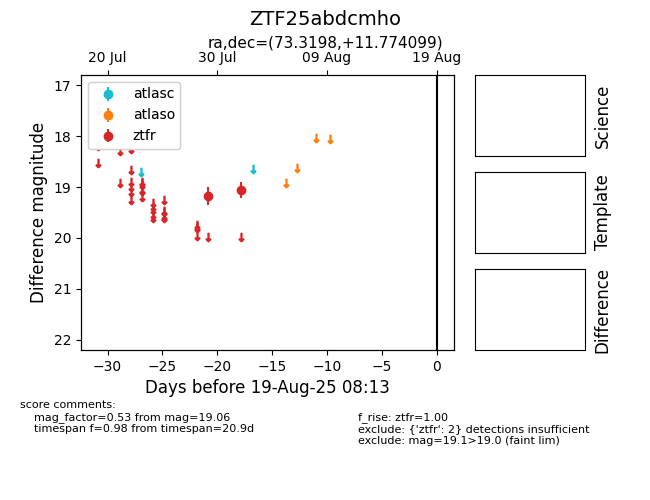 ZTF25abdcmho
ra,dec=(73.3198,+11.774099)
20 Jul
30 Jul
09 Aug
19 Aug
atlasc
atlaso
ztfr
17
18
19
20
21
22
Difference magnitude
−30
−25
−20
−15
−10
−5
0
Days before 19-Aug-25 08:13
Science
Template
Difference
score comments:
mag_factor=0.53 from mag=19.06
timespan f=0.98 from timespan=20.9d
f_rise: ztfr=1.00
exclude: {'ztfr': 2} detections insufficient
exclude: mag=19.1>19.0 (faint lim)